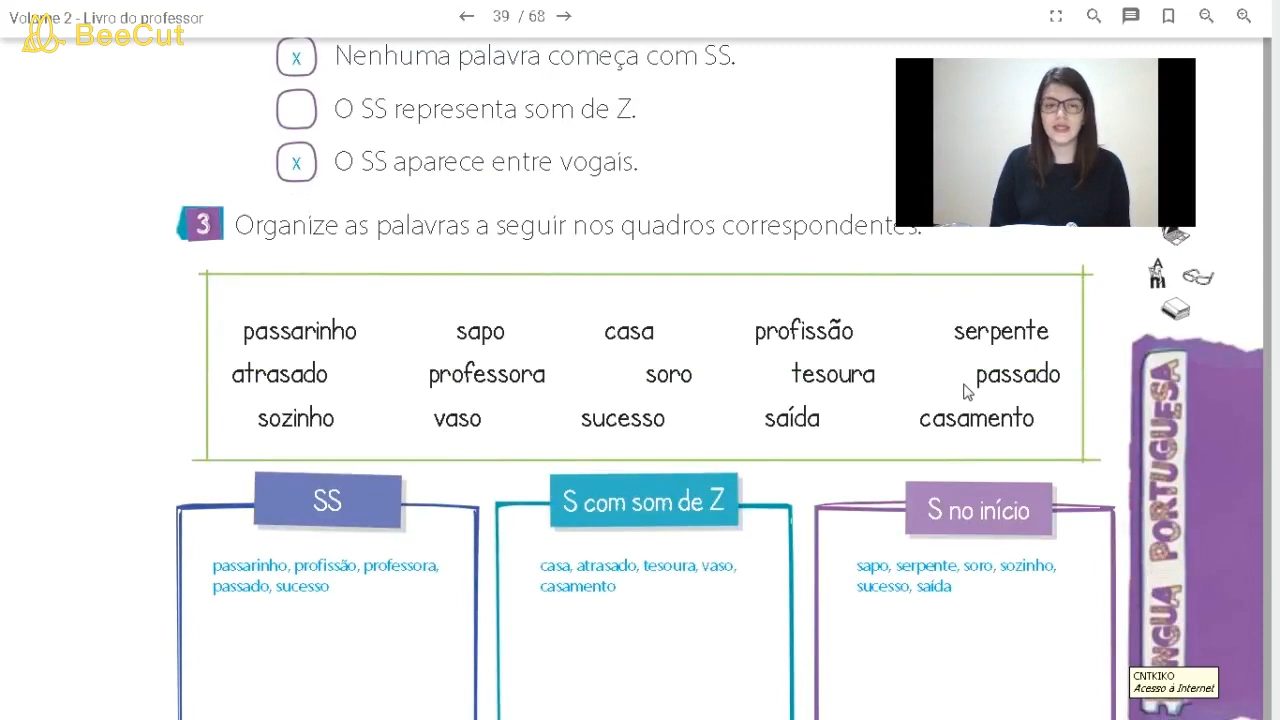 Volume 2 - Livro do professor
39 / 68
BeeCut
x Nenhuma palavra começa com SS.
O SS representa som de Z.
x O SS aparece entre vogais.
3 Organize as palavras a seguir nos quadros correspondentes.
passarinho sapo casa profissão serpente
atrasado professora soro tesoura passado
sozinho vaso sucesso saída casamento
SS
S com som de Z
S no início
passarinho, profissão, professora,
passado, sucesso
casa, atrasado, tesoura, vaso,
casamento
sapo, serpente, soro, sozinho,
sucesso, saída
LÍNGUA PORTUGUESA
CNTKIKO
Acesso à Internet